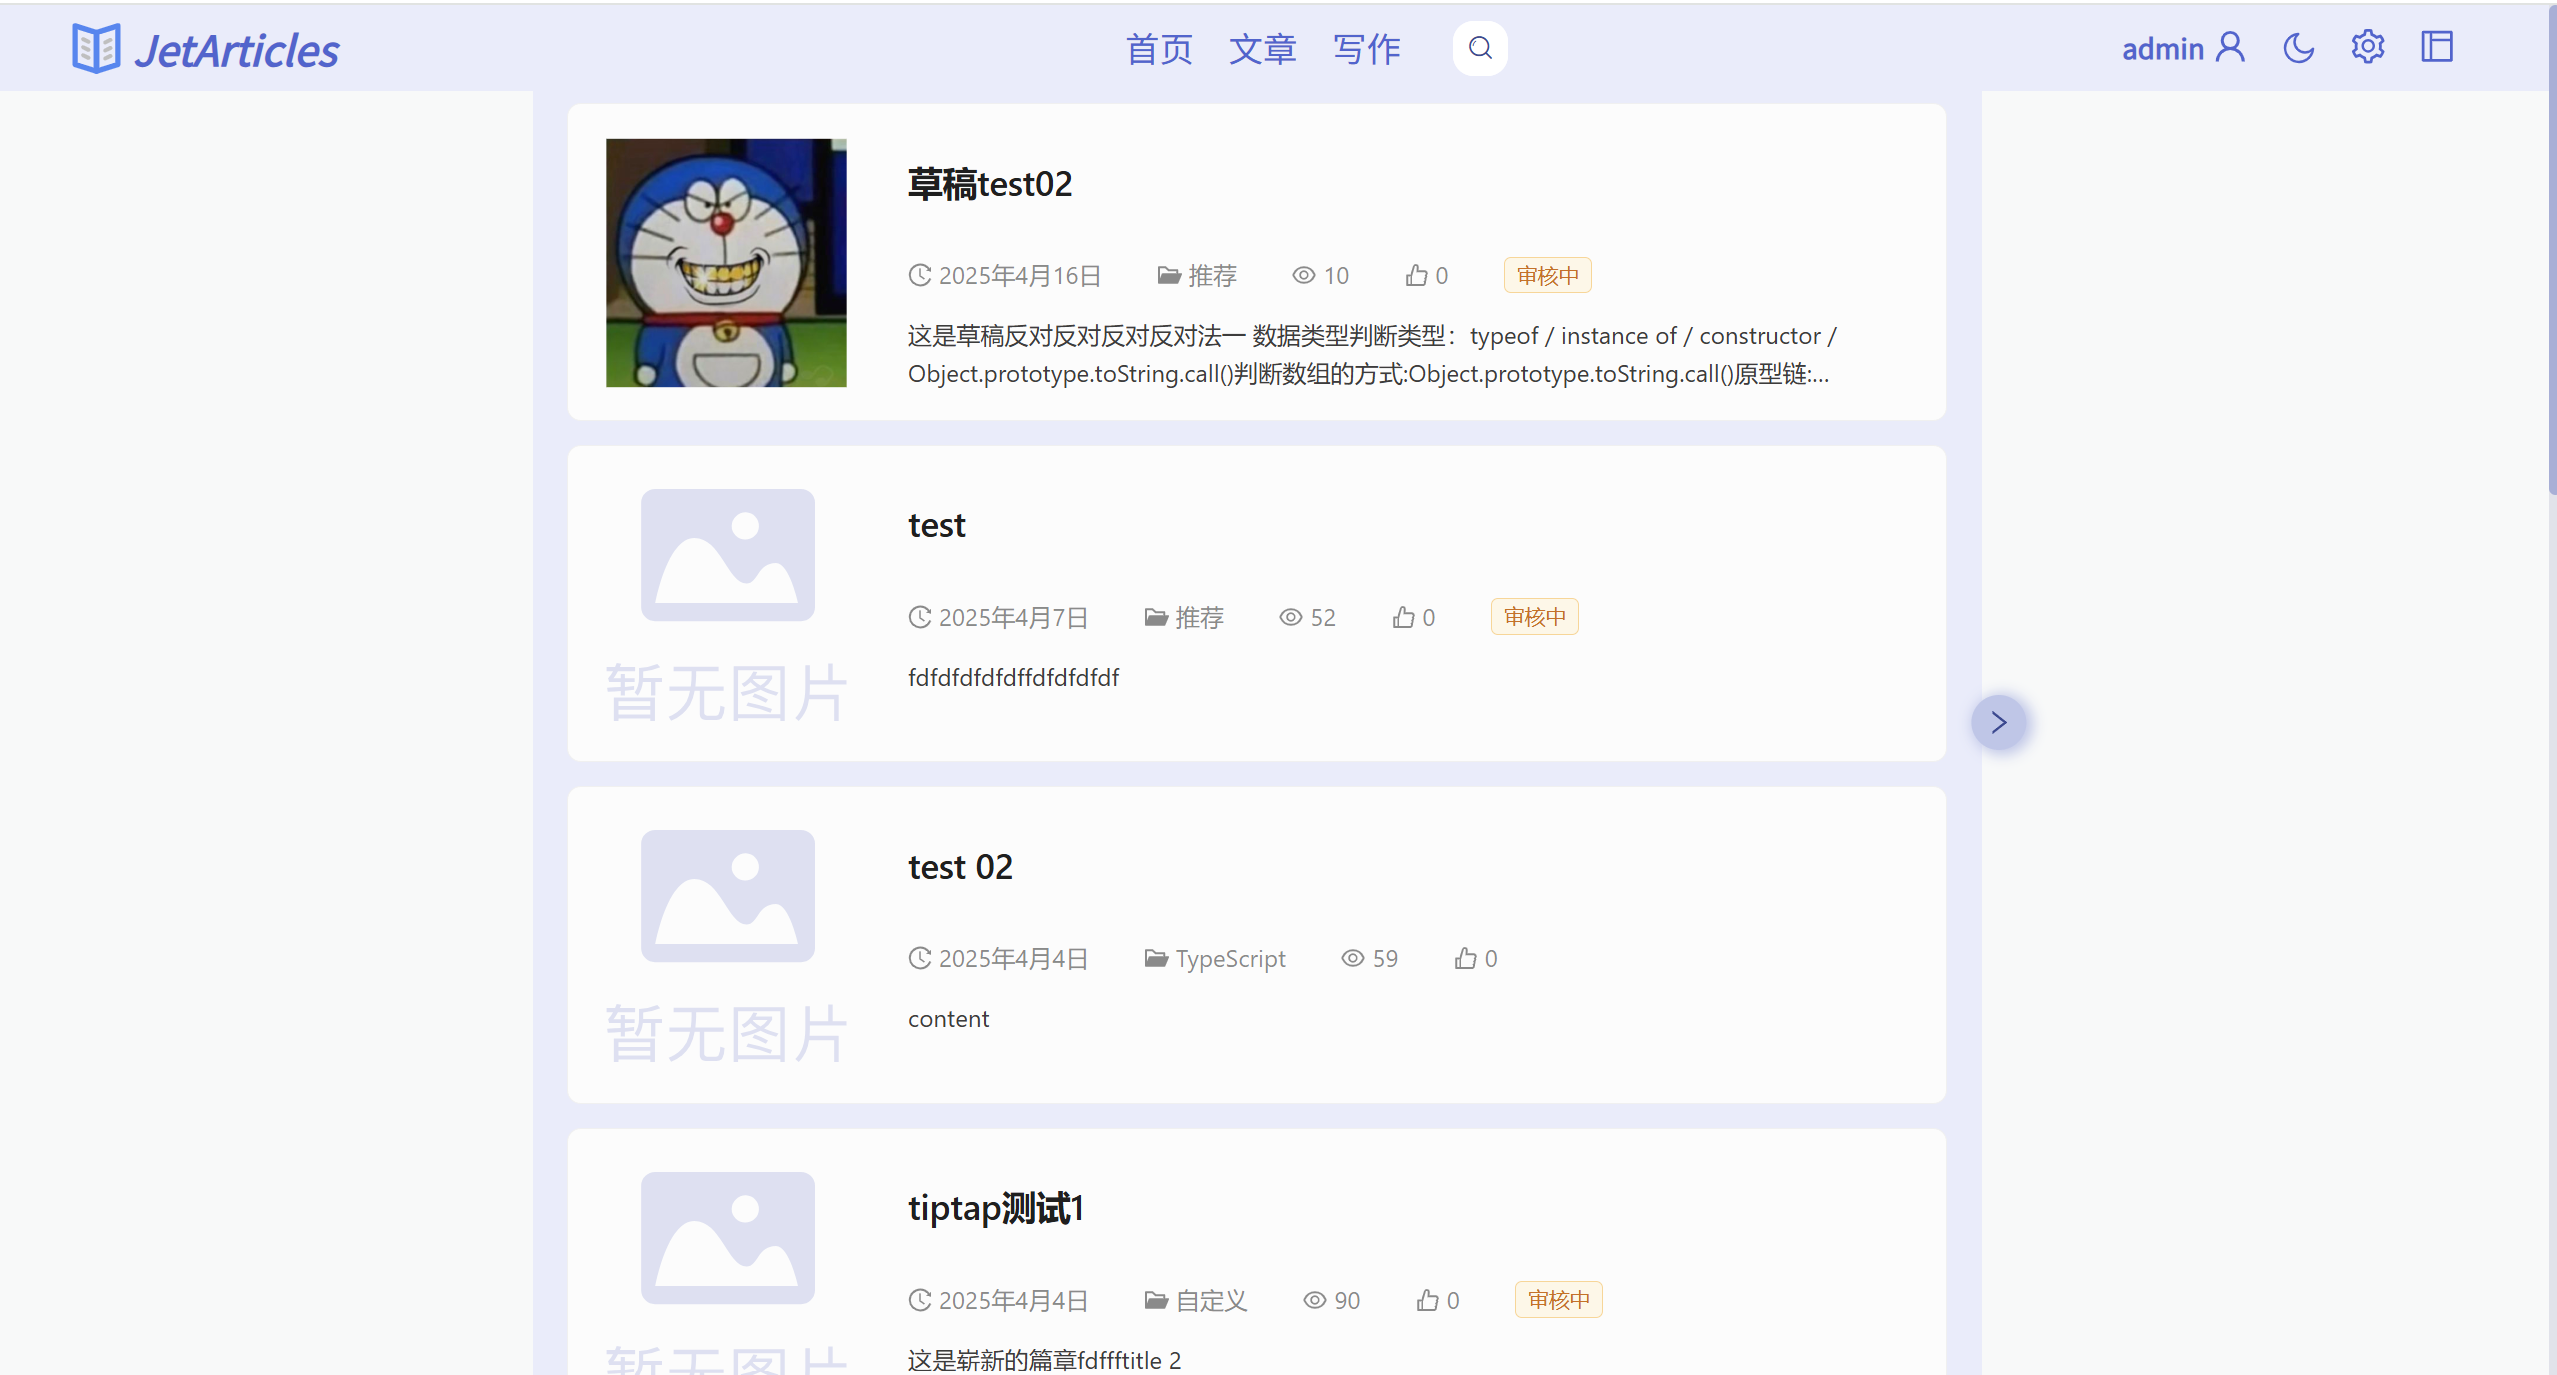 JetArticles
首页 文章 写作
admin
草稿test02
2025年4月16日 推荐 10 0 审核中
这是草稿反对反对反对反对法一 数据类型判断类型：typeof / instance of / constructor /
Object.prototype.toString.call()判断数组的方式:Object.prototype.toString.call()原型链:...
暂无图片
test
2025年4月7日 推荐 52 0 审核中
fdfdfdfdfdffdfdfdfdf
暂无图片
test 02
2025年4月4日 TypeScript 59 0
content
暂无图片
tiptap测试1
2025年4月4日 自定义 90 0 审核中
这是崭新的篇章fdffftitle 2